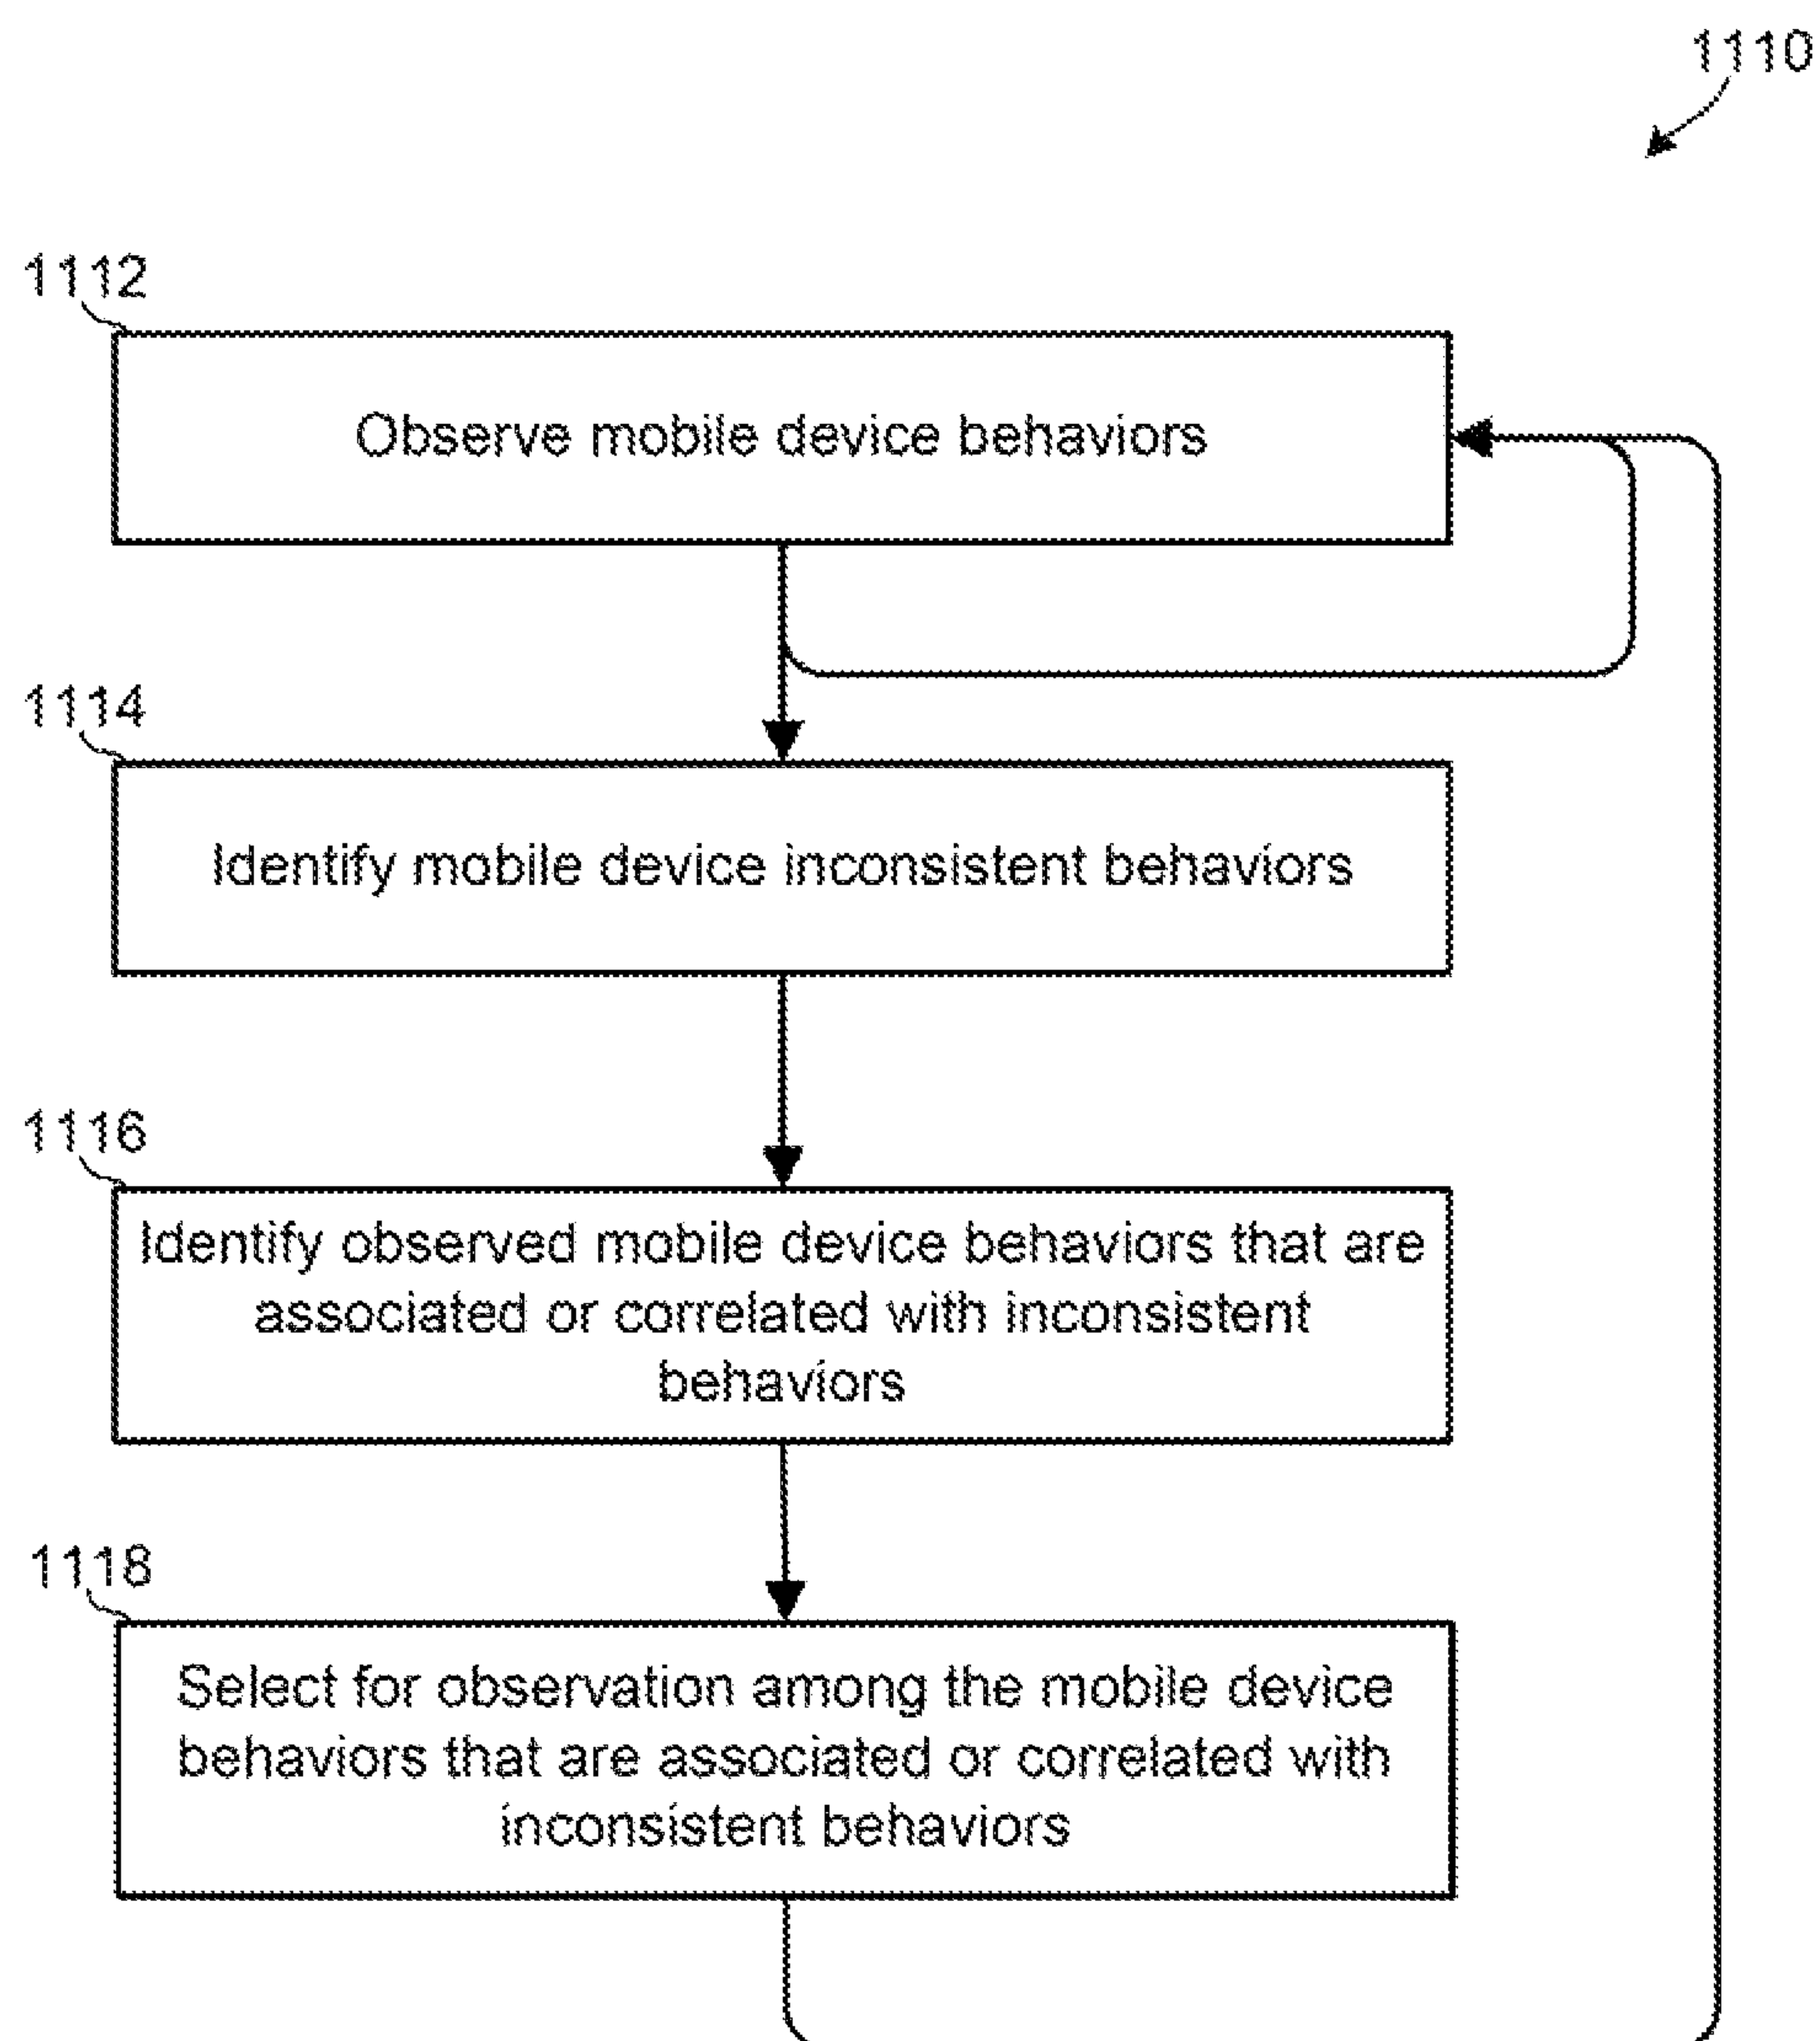 1110
1112
Observe mobile device behaviors
1114
Identify mobile device inconsistent behaviors
1116
Identify observed mobile device behaviors that are
associated or correlated with inconsistent
behaviors
1118
Select for observation among the mobile device
behaviors that are associated or correlated with
inconsistent behaviors